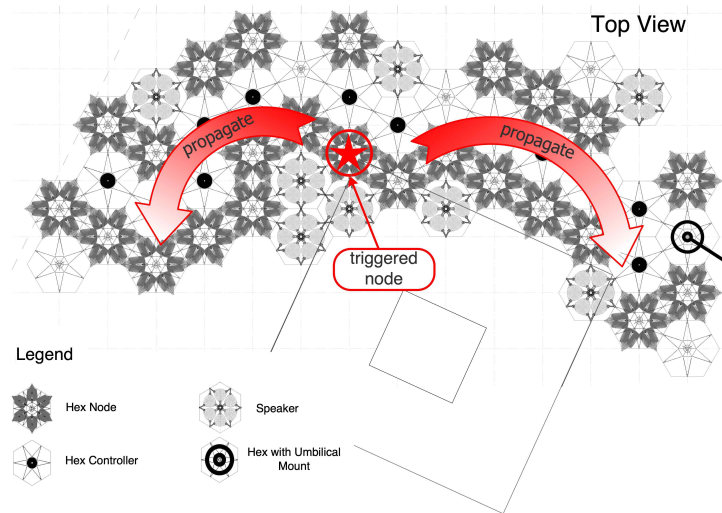 Top View
propagate
propagate
triggered
node
Legend
Hex Node
Speaker
Hex Controller
Hex with Umbilical
Mount